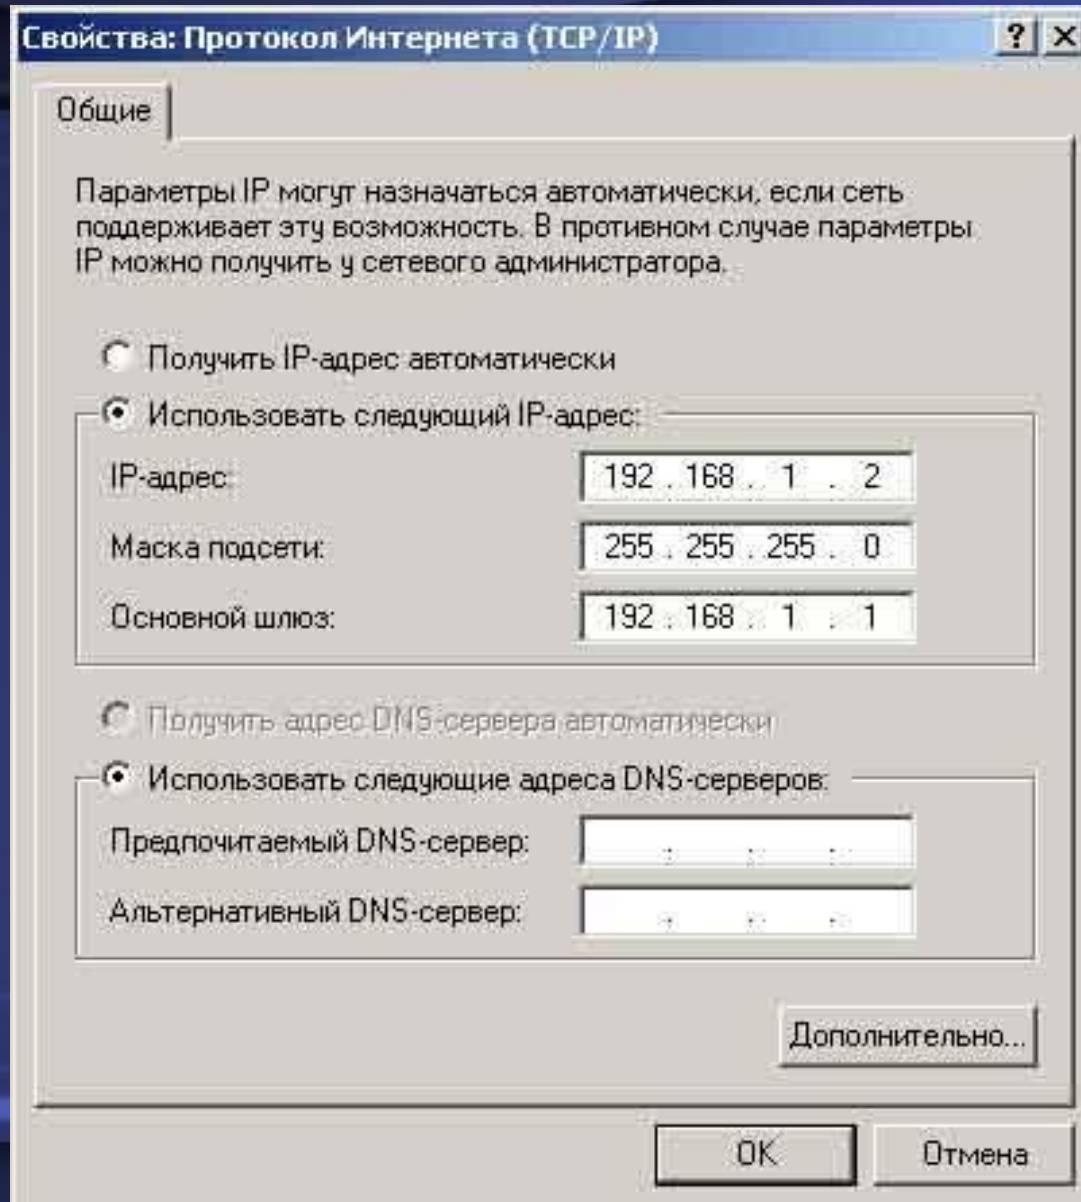 Свойства: Протокол Интернета (TCP/IP)
Общие
Параметры IP могут назначаться автоматически, если сеть
поддерживает эту возможность. В противном случае параметры
IP можно получить у сетевого администратора.
Получить IP-адрес автоматически
Использовать следующий IP-адрес:
IP-адрес: 192 . 168 . 1 . 2
Маска подсети: 255 . 255 . 255 . 0
Основной шлюз: 192 . 168 . 1 . 1
Получить адрес DNS-сервера автоматически
Использовать следующие адреса DNS-серверов:
Предпочитаемый DNS-сервер: . . .
Альтернативный DNS-сервер: . . .
Дополнительно...
OK Отмена